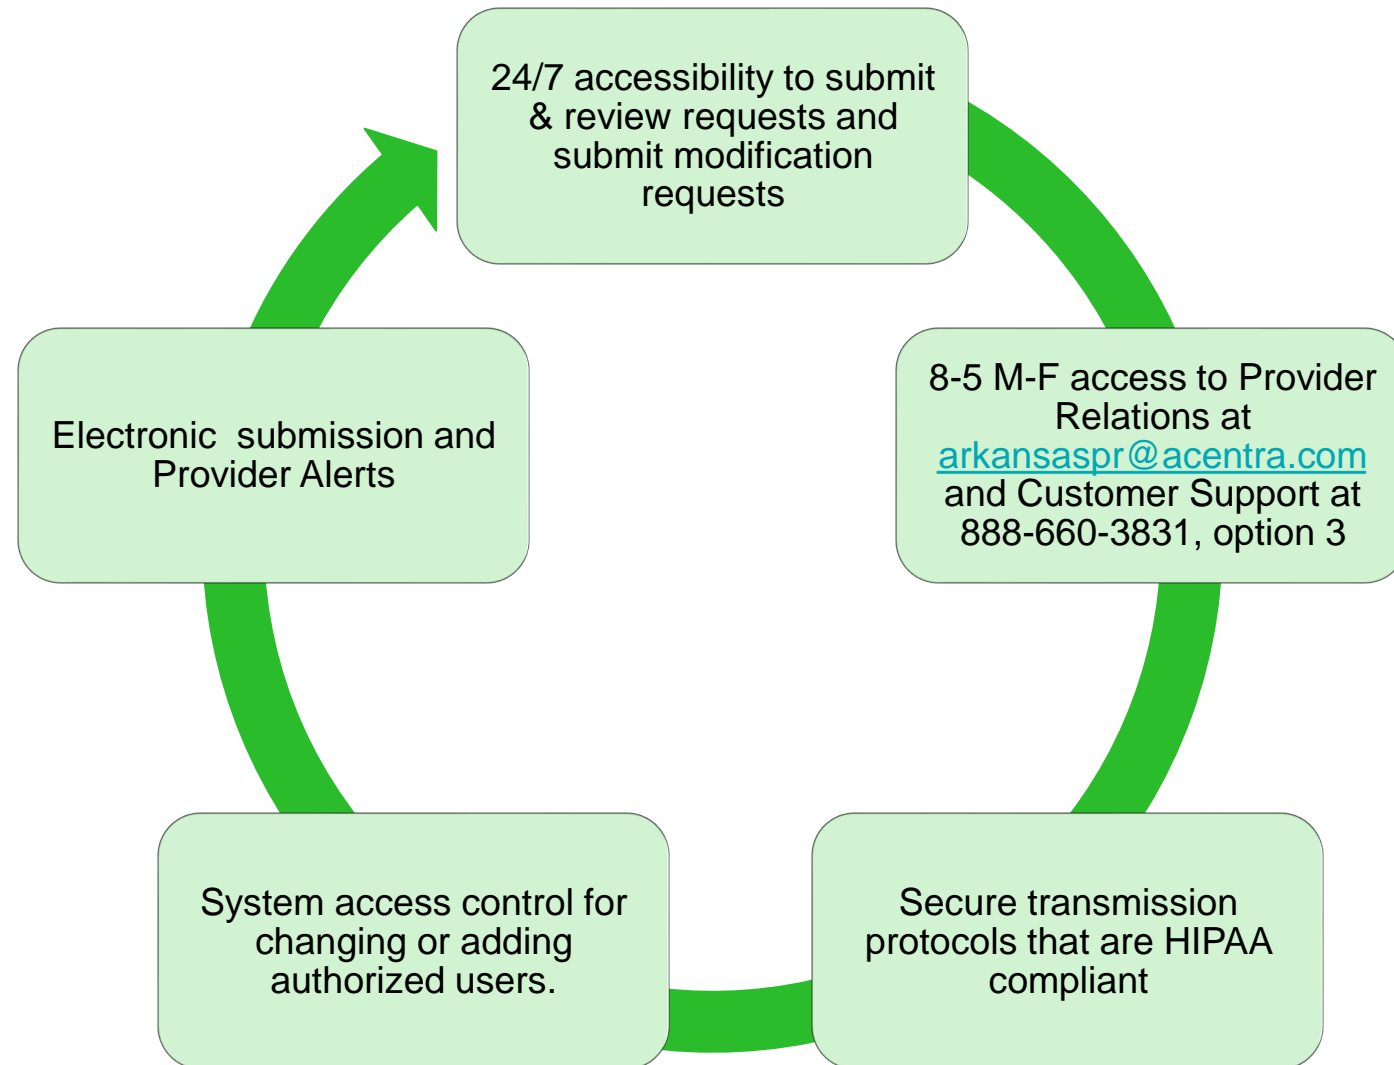 24/7 accessibility to submit
& review requests and
submit modification
requests
8-5 M-F access to Provider
Relations at
arkansaspr@acentra.com
and Customer Support at
888-660-3831, option 3
Secure transmission
protocols that are HIPAA
compliant
System access control for
changing or adding
authorized users.
Electronic  submission and
Provider Alerts